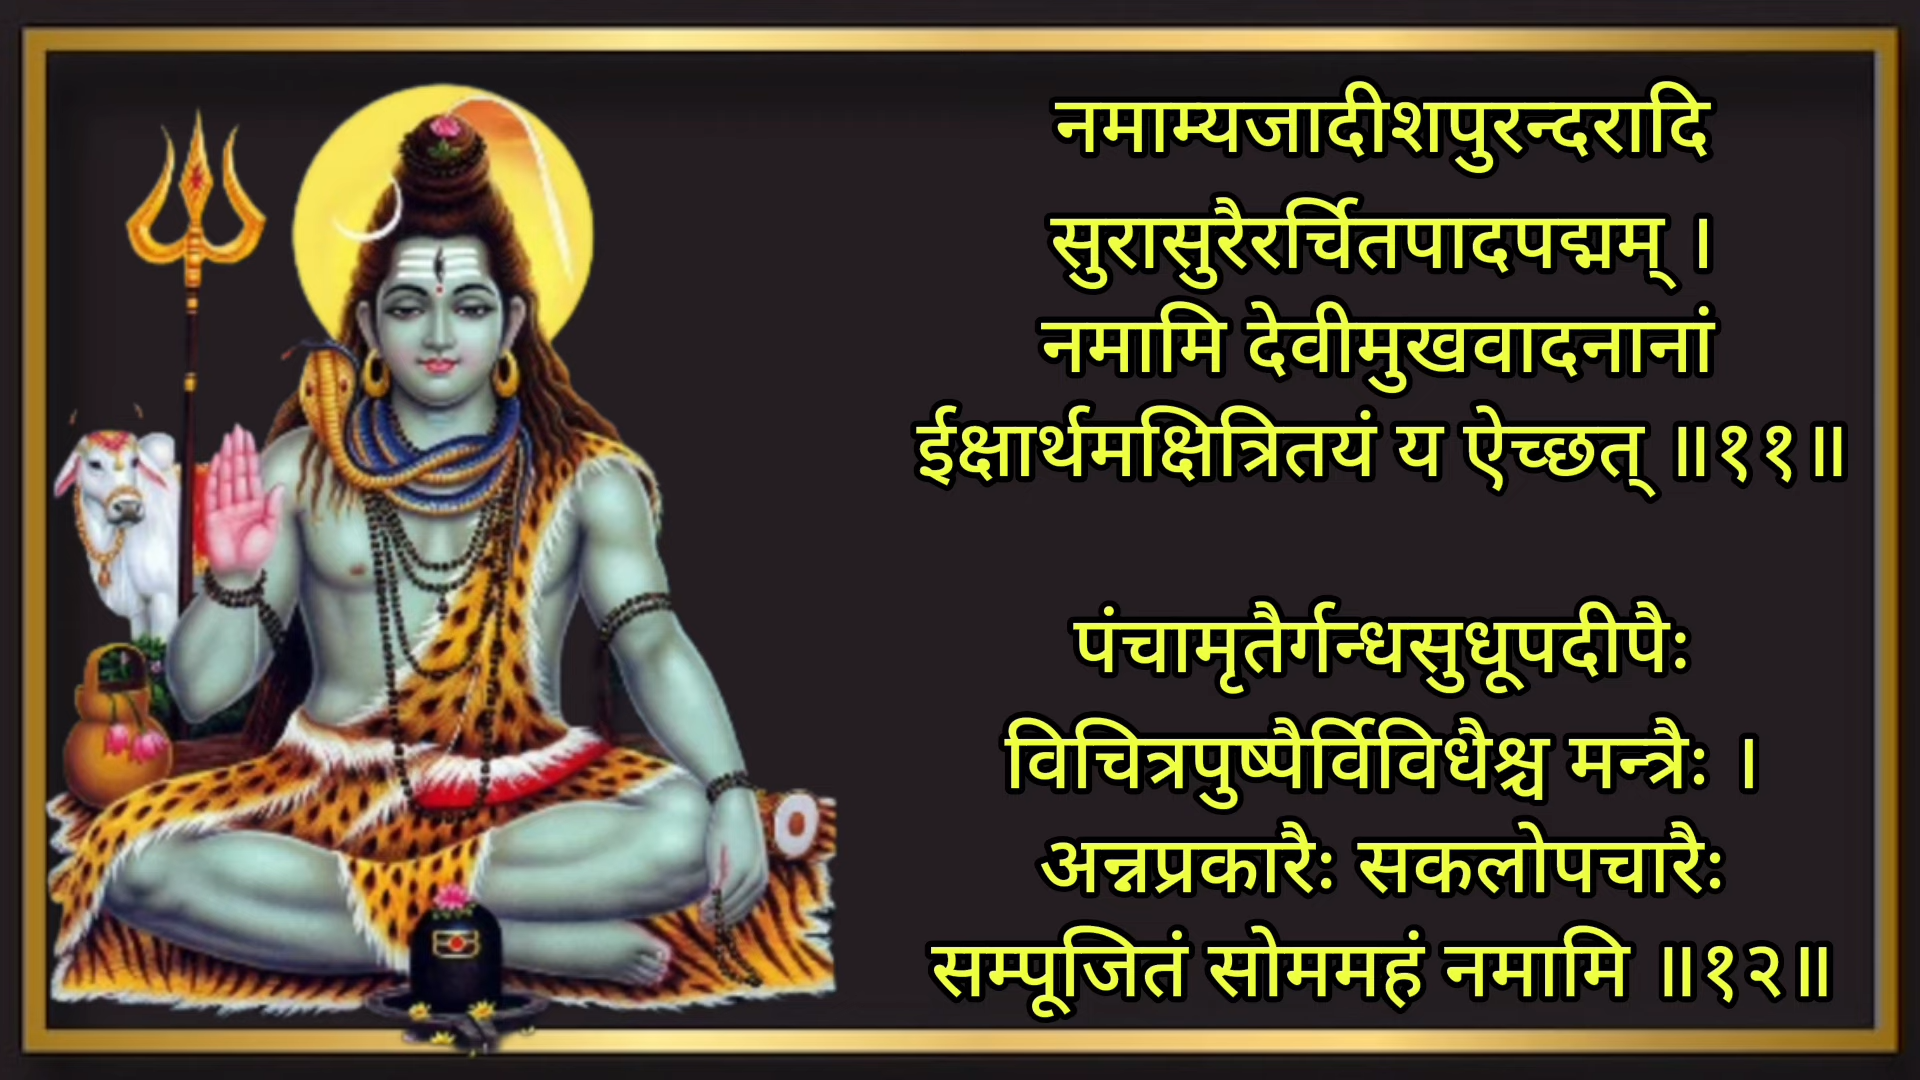 नमाम्यजादीशपुरन्दरादि
सुरासुरैरर्चितपादपद्मम् ।
नमामि देवीमुखवादनानां
ईक्षार्थमक्षित्रितयं य ऐच्छत् ॥११॥
पंचामृतैर्गन्धसुधूपदीपैः
विचित्रपुष्पैर्विविधैश्च मन्त्रैः ।
अन्नप्रकारैः सकलोपचारैः
सम्पूजितं सोममहं नमामि ॥१२॥